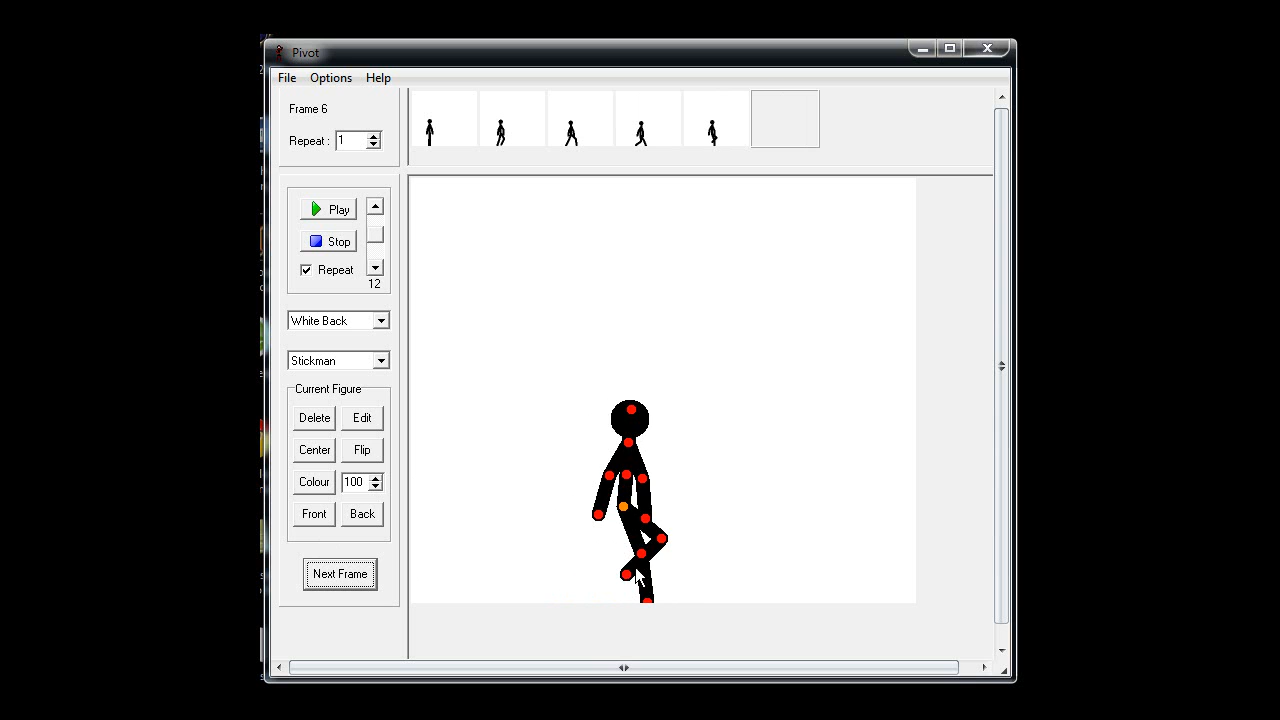 Pivot
File Options Help
Frame 6
Repeat : 1
Play
Stop
Repeat
12
White Back
Stickman
Current Figure
Delete Edit
Center Flip
Colour 100
Front Back
Next Frame